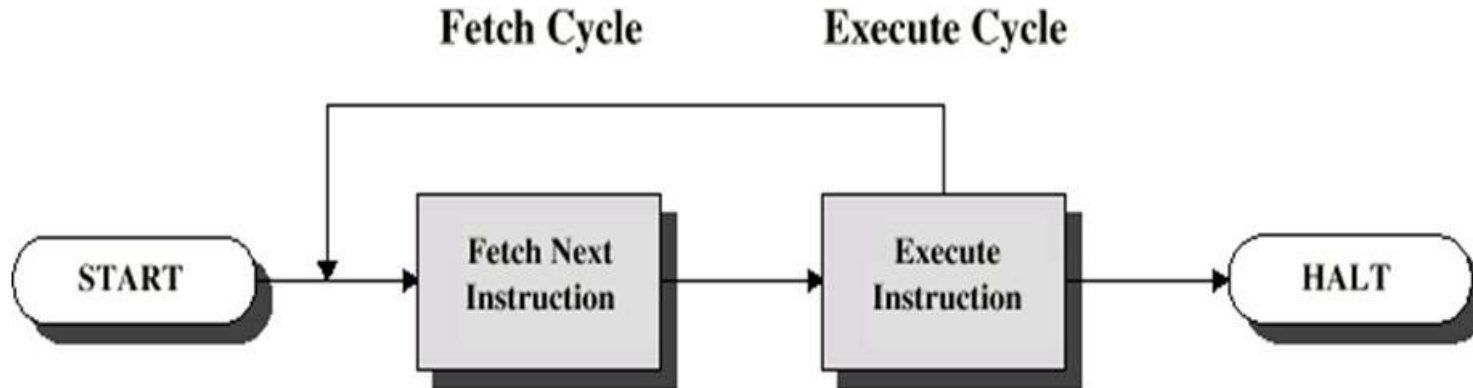 Fetch Cycle
Execute Cycle
START
Fetch Next
Instruction
Execute
Instruction
HALT